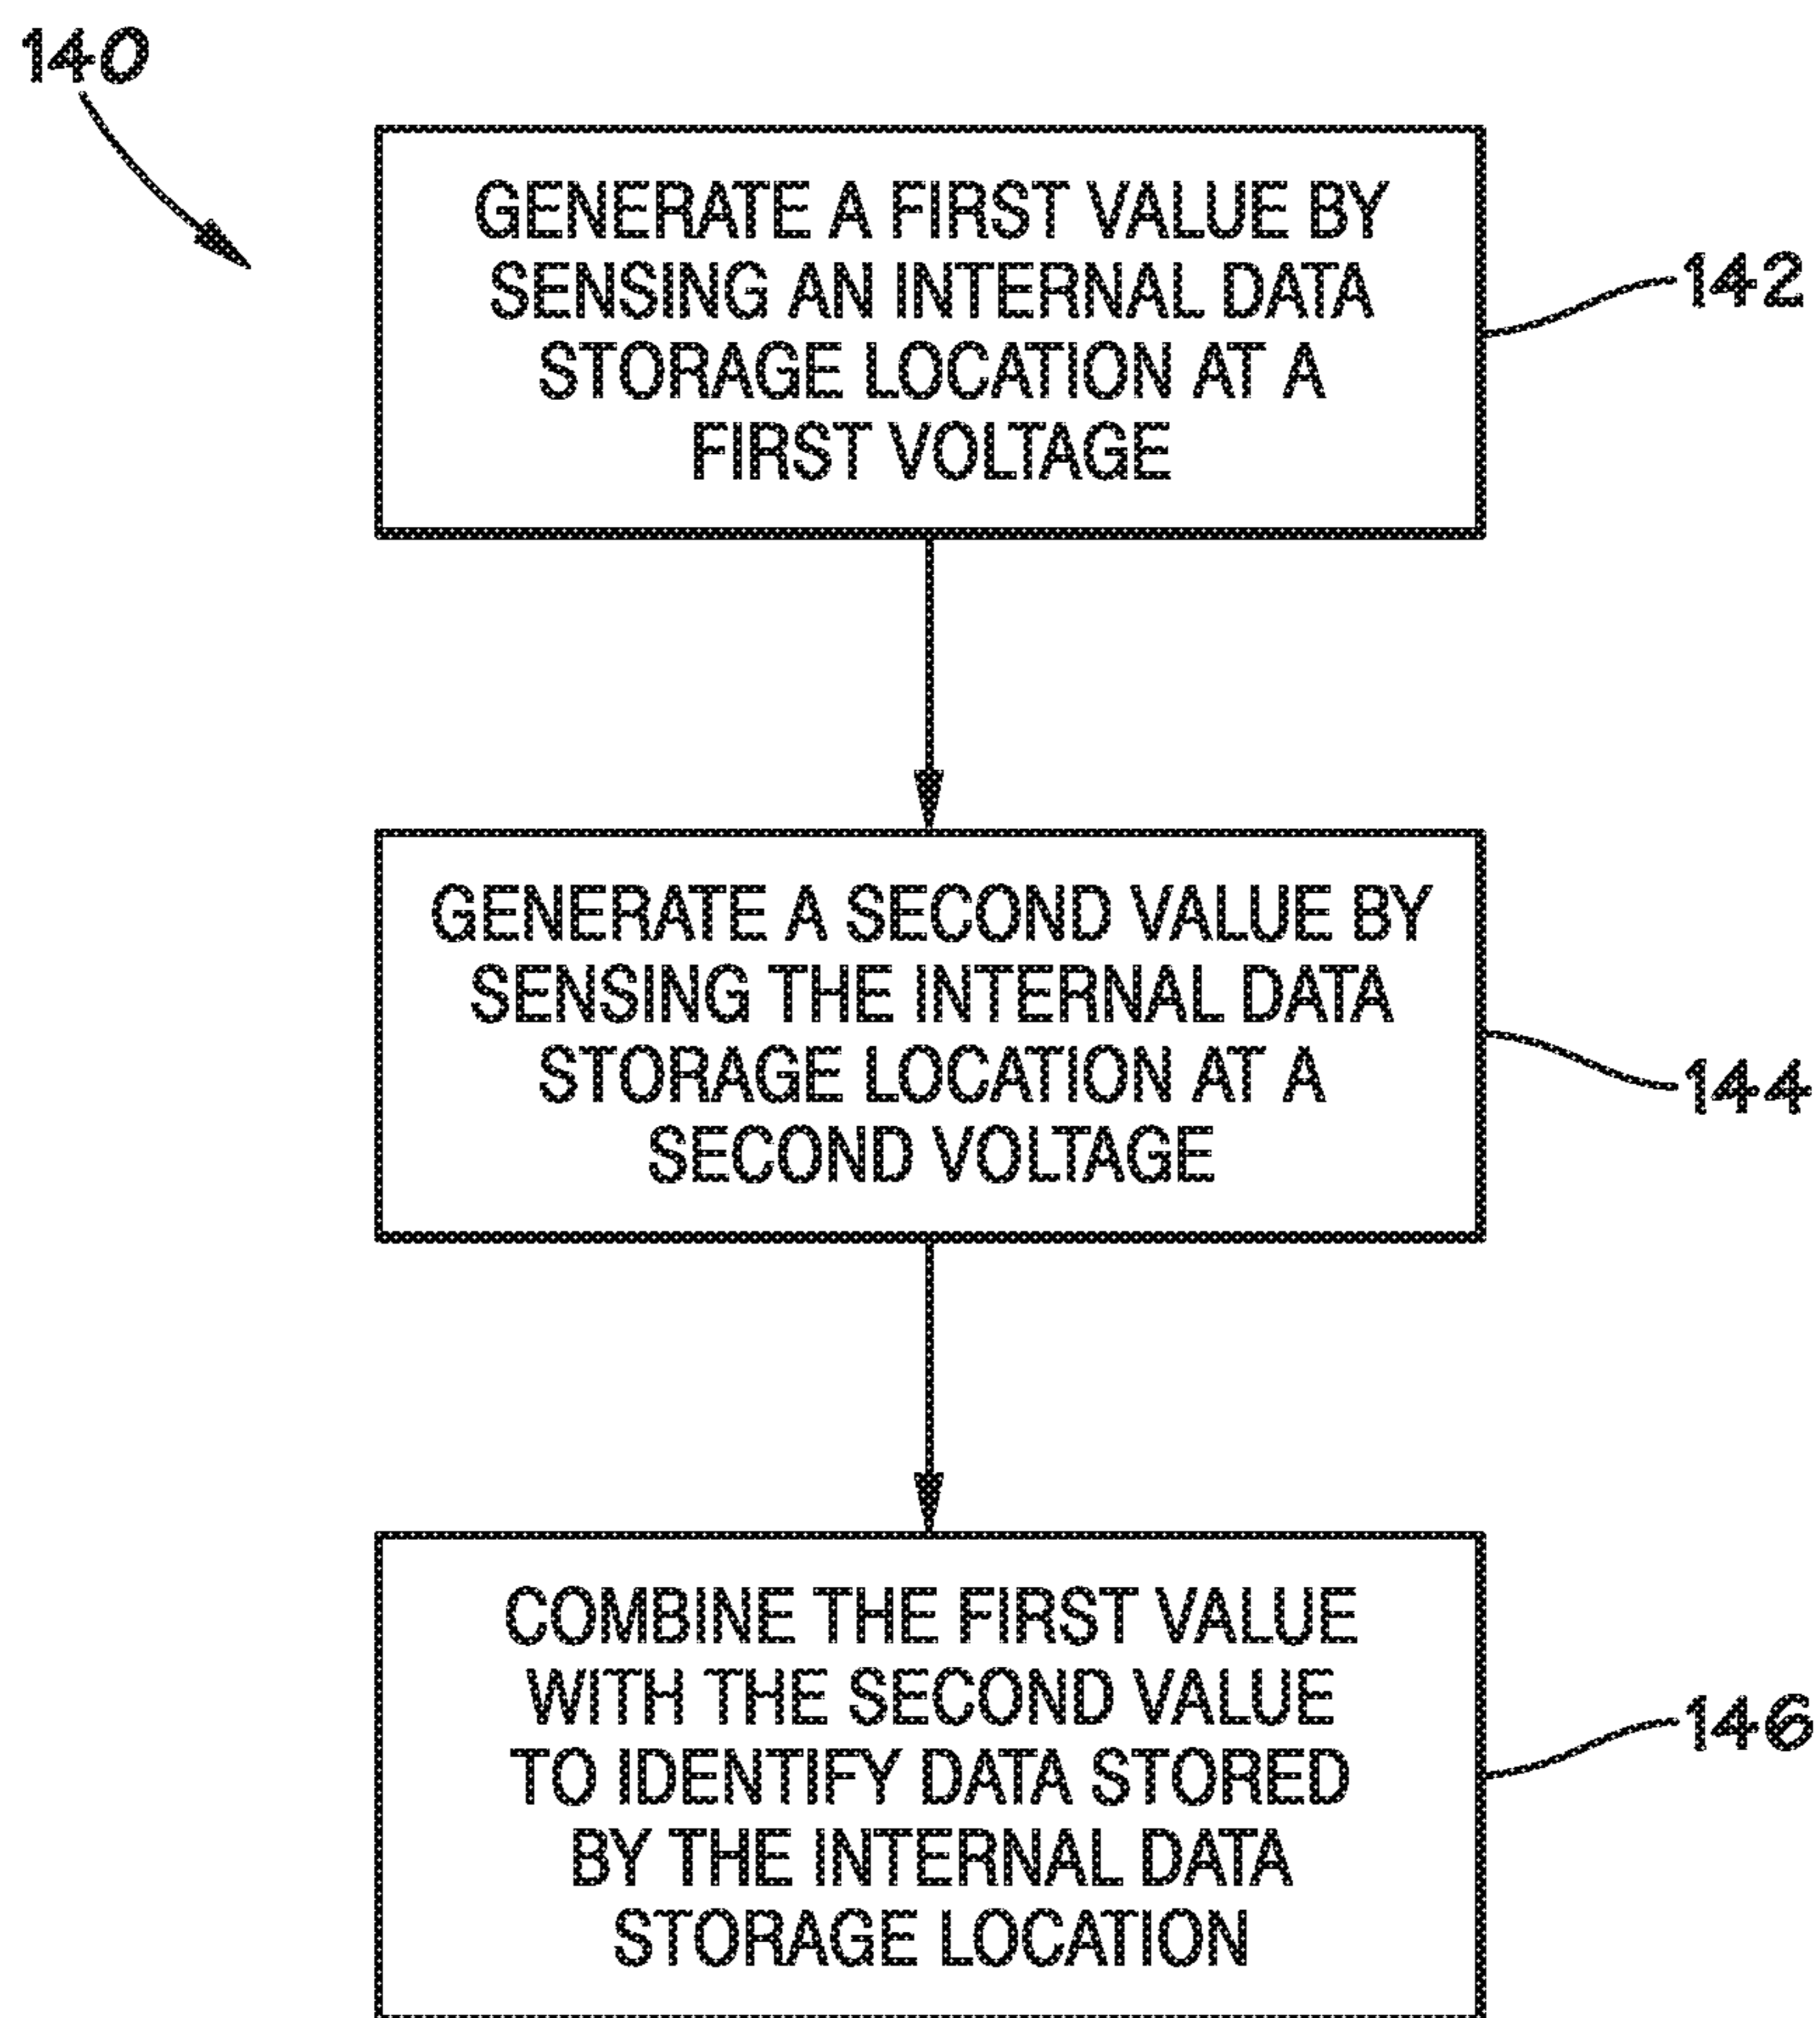 140
GENERATE A FIRST VALUE BY
SENSING AN INTERNAL DATA
STORAGE LOCATION AT A
FIRST VOLTAGE
142
GENERATE A SECOND VALUE BY
SENSING THE INTERNAL DATA
STORAGE LOCATION AT A
SECOND VOLTAGE
144
COMBINE THE FIRST VALUE
WITH THE SECOND VALUE
TO IDENTIFY DATA STORED
BY THE INTERNAL DATA
STORAGE LOCATION
146